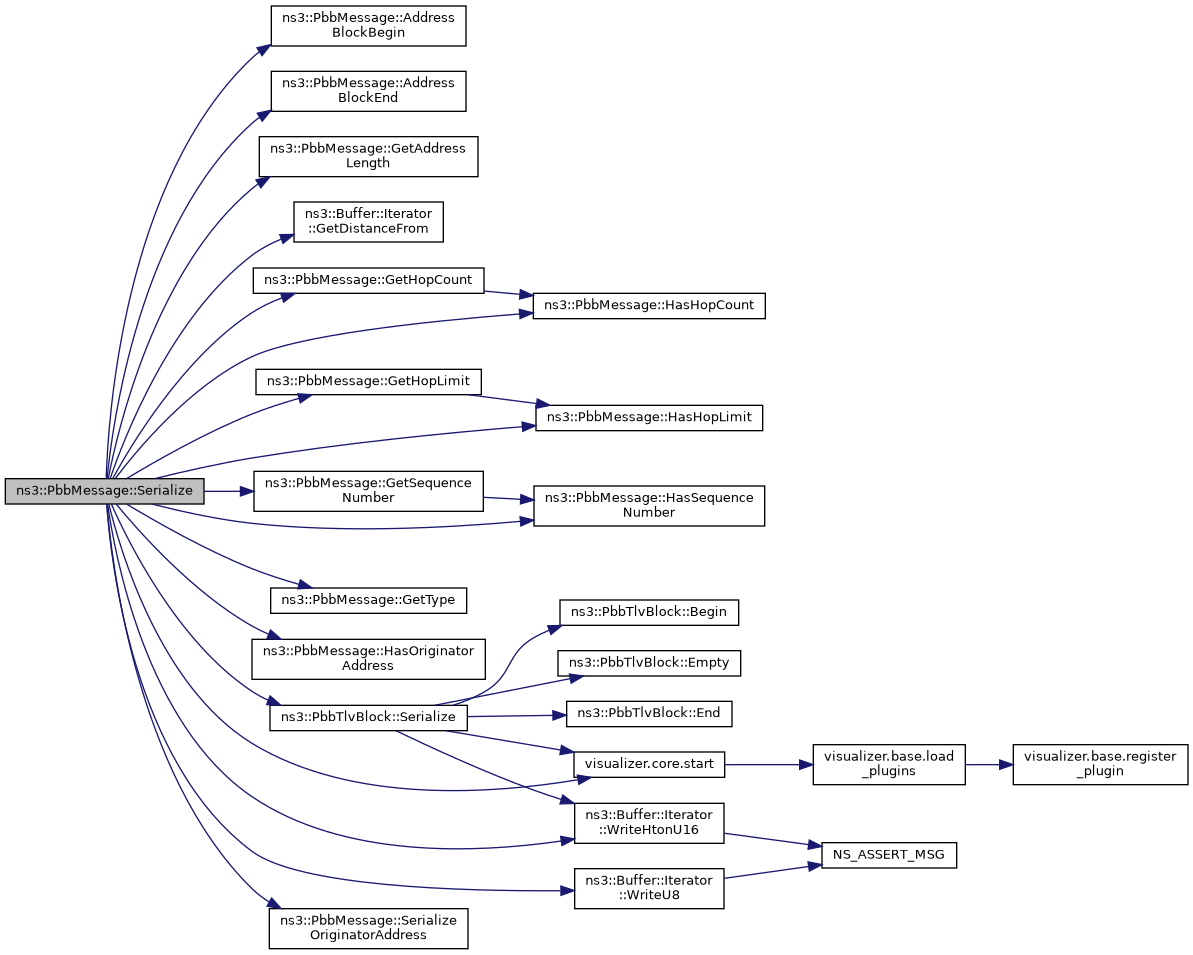 ns3::PbbMessage::Address
BlockBegin
ns3::PbbMessage::Address
BlockEnd
ns3::PbbMessage::GetAddress
Length
ns3::Buffer::Iterator
::GetDistanceFrom
ns3::PbbMessage::GetHopCount
ns3::PbbMessage::HasHopCount
ns3::PbbMessage::GetHopLimit
ns3::PbbMessage::HasHopLimit
ns3::PbbMessage::Serialize
ns3::PbbMessage::GetSequence
Number
ns3::PbbMessage::HasSequence
Number
ns3::PbbMessage::GetType
ns3::PbbMessage::HasOriginator
Address
ns3::PbbTlvBlock::Serialize
ns3::PbbTlvBlock::Begin
ns3::PbbTlvBlock::Empty
ns3::PbbTlvBlock::End
visualizer.core.start
visualizer.base.load
_plugins
visualizer.base.register
_plugin
ns3::Buffer::Iterator
::WriteHtonU16
NS_ASSERT_MSG
ns3::Buffer::Iterator
::WriteU8
ns3::PbbMessage::Serialize
OriginatorAddress